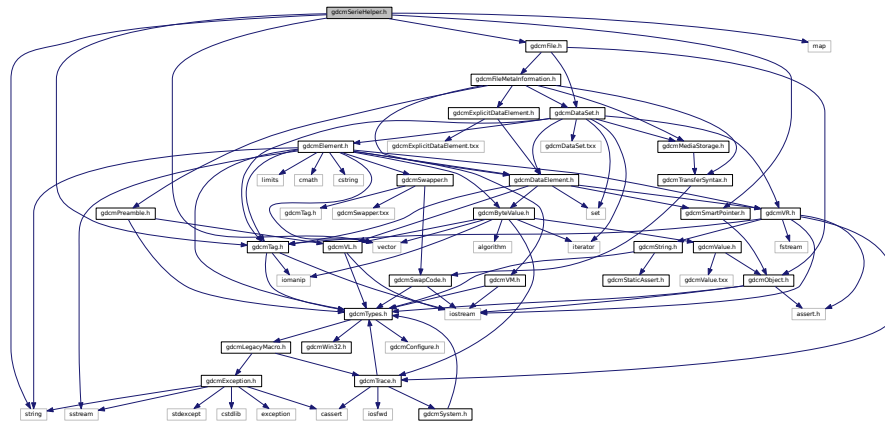 gdcmSerieHelper.h
gdcmFile.h
map
gdcmFileMetaInformation.h
gdcmExplicitDataElement.h
gdcmDataSet.h
gdcmElement.h
gdcmExplicitDataElement.txx
gdcmDataSet.txx
gdcmMediaStorage.h
limits
cmath
cstring
gdcmSwapper.h
gdcmDataElement.h
gdcmTransferSyntax.h
gdcmPreamble.h
gdcmTag.h
gdcmSwapper.txx
gdcmByteValue.h
set
gdcmSmartPointer.h
gdcmVR.h
gdcmTag.h
gdcmVL.h
vector
algorithm
iterator
gdcmString.h
gdcmValue.h
fstream
iomanip
gdcmSwapCode.h
gdcmVM.h
gdcmStaticAssert.h
gdcmValue.txx
gdcmObject.h
gdcmTypes.h
iostream
assert.h
gdcmLegacyMacro.h
gdcmWin32.h
gdcmConfigure.h
gdcmException.h
gdcmTrace.h
string
sstream
stdexcept
cstdlib
exception
cassert
iosfwd
gdcmSystem.h